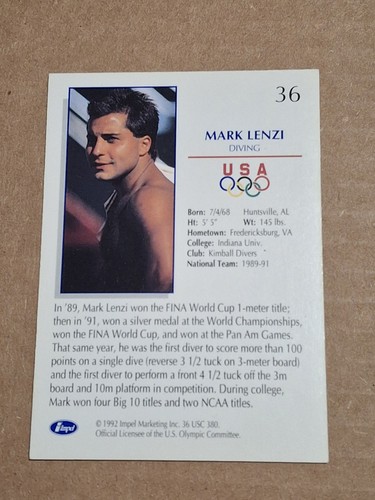 36
MARK LENZI
DIVING
USA
Born: 7/4/68 Huntsville, AL
Ht: 5' 5" Wt: 145 lbs.
Hometown: Fredericksburg, VA
College: Indiana Univ.
Club: Kimball Divers
National Team: 1989-91
In '89, Mark Lenzi won the FINA World Cup 1-meter title;
then in '91, won a silver medal at the World Championships,
won the FINA World Cup, and won at the Pan Am Games.
That same year, he was the first diver to score more than 100
points on a single dive (reverse 3 1/2 tuck on 3-meter board)
and the first diver to perform a front 4 1/2 tuck off the 3m
board and 10m platform in competition. During college,
Mark won four Big 10 titles and two NCAA titles.
impel
© 1992 Impel Marketing Inc. 36 USC 380.
Official Licensee of the U.S. Olympic Committee.